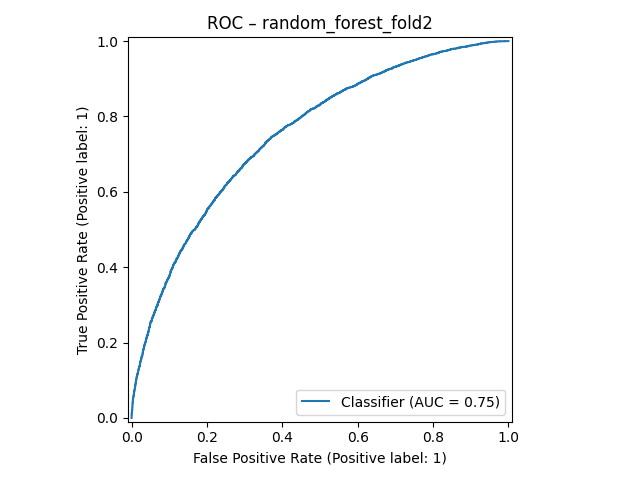 ROC – random_forest_fold2
True Positive Rate (Positive label: 1)
1.0
0.8
0.6
0.4
0.2
0.0
Classifier (AUC = 0.75)
0.0 0.2 0.4 0.6 0.8 1.0
False Positive Rate (Positive label: 1)